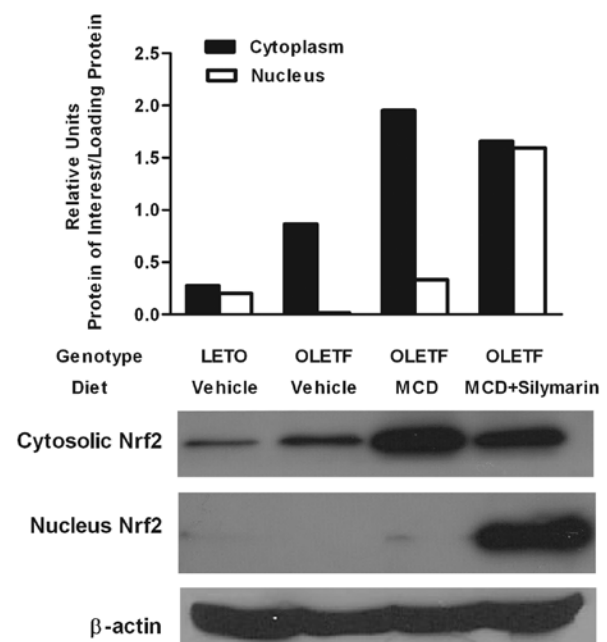 Relative Units
Protein of Interest/Loading Protein
2.5
2.0
1.5
1.0
0.5
0.0
Cytoplasm
Nucleus
Genotype LETO OLETF OLETF OLETF
Diet Vehicle Vehicle MCD MCD+Silymarin
Cytosolic Nrf2
Nucleus Nrf2
β-actin